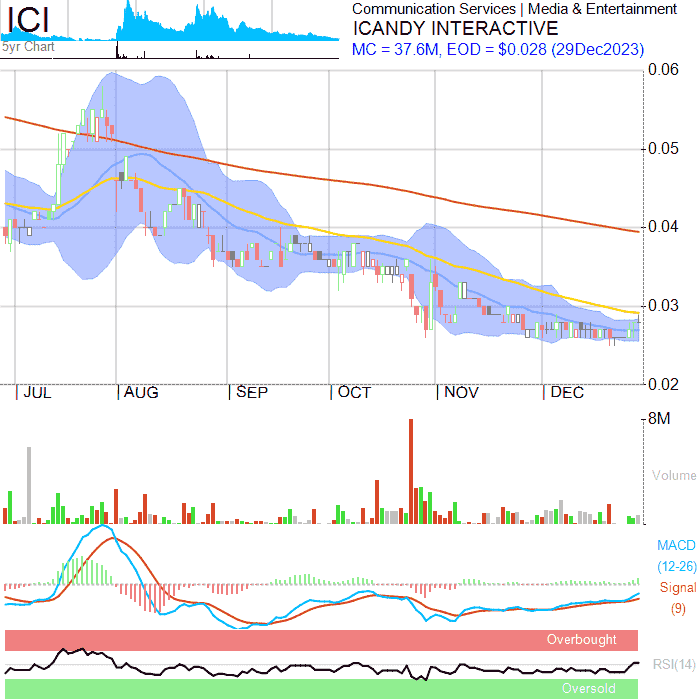 ICI
5yr Chart
Communication Services | Media & Entertainment
ICANDY INTERACTIVE
MC = 37.6M, EOD = $0.028 (29Dec2023)
0.06
0.05
0.04
0.03
0.02
JUL AUG SEP OCT NOV DEC
8M
Volume
MACD
(12-26)
Signal
(9)
Overbought
RSI(14)
Oversold